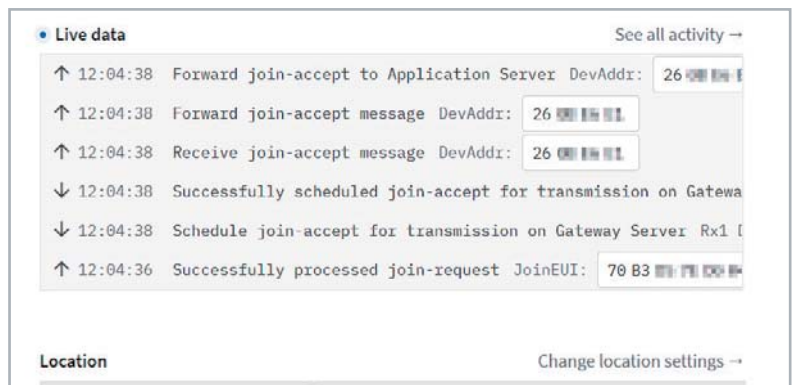 Live data
See all activity →
↑ 12:04:38 Forward join-accept to Application Server DevAddr: 26
↑ 12:04:38 Forward join-accept message DevAddr: 26
↑ 12:04:38 Receive join-accept message DevAddr: 26
↓ 12:04:38 Successfully scheduled join-accept for transmission on Gatewa
↓ 12:04:38 Schedule join-accept for transmission on Gateway Server Rx1
↑ 12:04:36 Successfully processed join-request JoinEUI: 70 B3
Location
Change location settings →